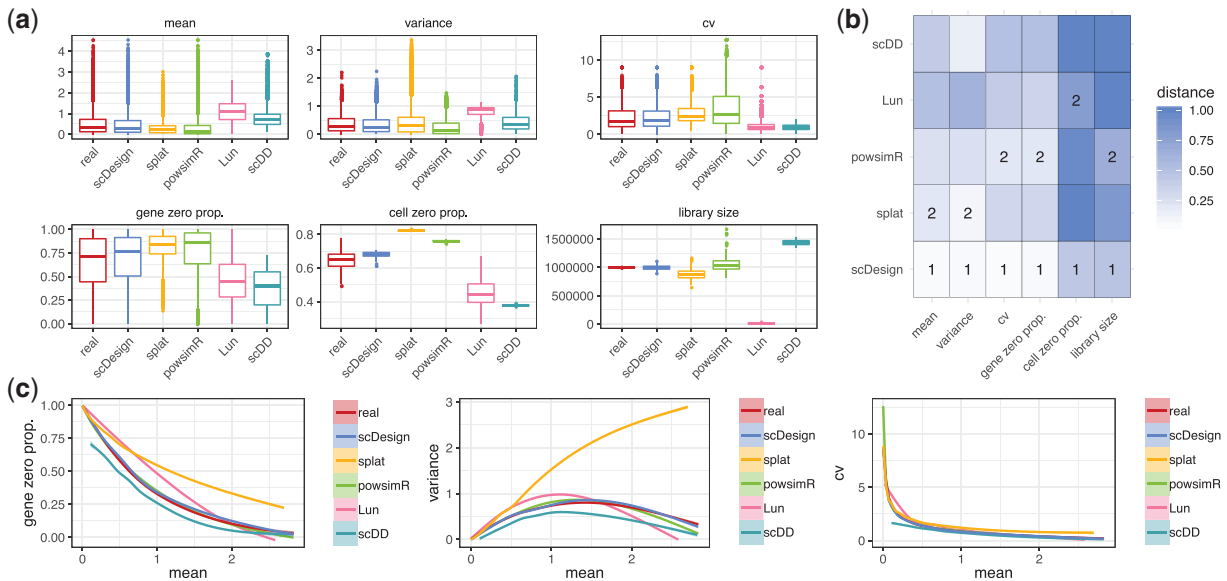 (a)
mean
4
3
2
1
0
real
scDesign
splat
powsimR
Lun
scDD
variance
3
2
1
0
real
scDesign
splat
powsimR
Lun
scDD
cv
10
5
0
real
scDesign
splat
powsimR
Lun
scDD
gene zero prop.
1.00
0.75
0.50
0.25
0.00
real
scDesign
splat
powsimR
Lun
scDD
cell zero prop.
0.8
0.6
0.4
real
scDesign
splat
powsimR
Lun
scDD
library size
1500000
1000000
500000
0
real
scDesign
splat
powsimR
Lun
scDD
(b)
scDD
Lun 2
powsimR 2 2 2
splat 2 2
scDesign 1 1 1 1 1 1
mean
variance
cv
gene zero prop.
cell zero prop.
library size
distance
1.00
0.75
0.50
0.25
(c)
gene zero prop.
1.00
0.75
0.50
0.25
0.00
0 1 2
mean
real
scDesign
splat
powsimR
Lun
scDD
variance
3
2
1
0
0 1 2
mean
real
scDesign
splat
powsimR
Lun
scDD
cv
10
5
0
0 1 2
mean
real
scDesign
splat
powsimR
Lun
scDD